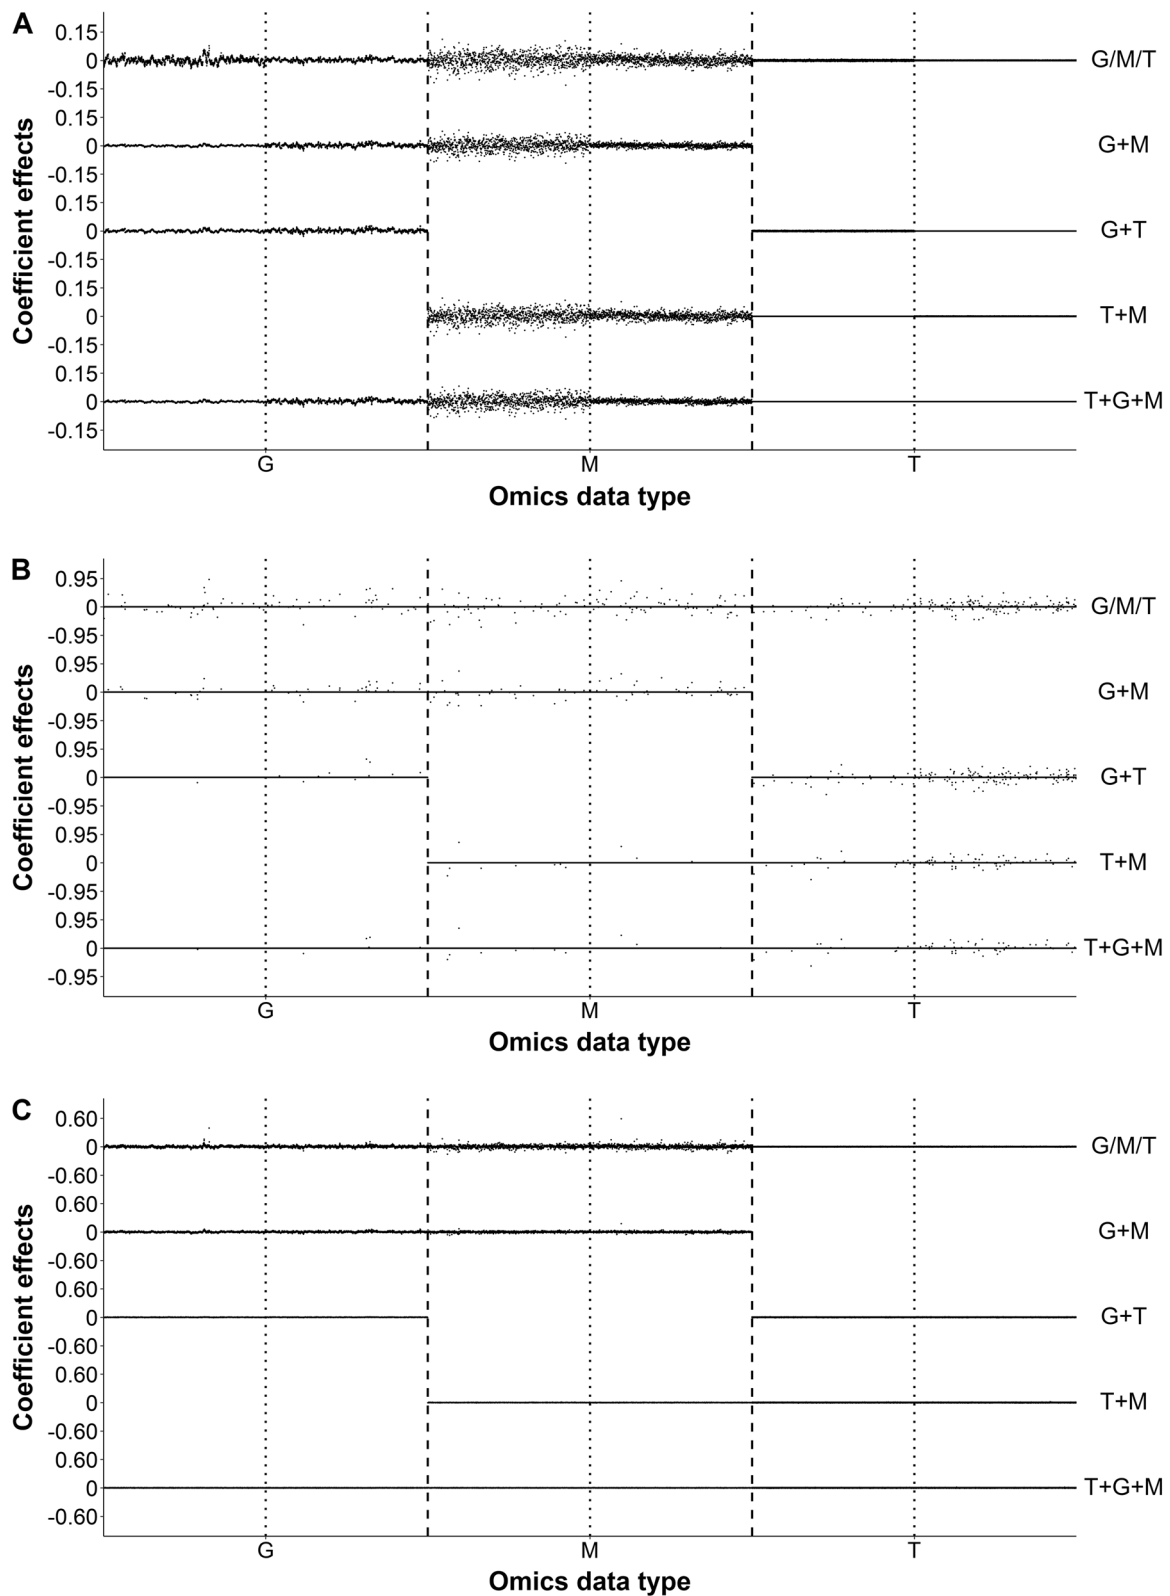 A
0.15
0 G/M/T
-0.15
0.15
0 G+M
-0.15
0.15
0 G+T
-0.15
0.15
0 T+M
-0.15
0.15
0 T+G+M
-0.15
Coefficient effects
G M T
Omics data type
B
0.95
0 G/M/T
-0.95
0.95
0 G+M
-0.95
0.95
0 G+T
-0.95
0.95
0 T+M
-0.95
0.95
0 T+G+M
-0.95
Coefficient effects
G M T
Omics data type
C
0.60
0 G/M/T
-0.60
0.60
0 G+M
-0.60
0.60
0 G+T
-0.60
0.60
0 T+M
-0.60
0.60
0 T+G+M
-0.60
Coefficient effects
G M T
Omics data type